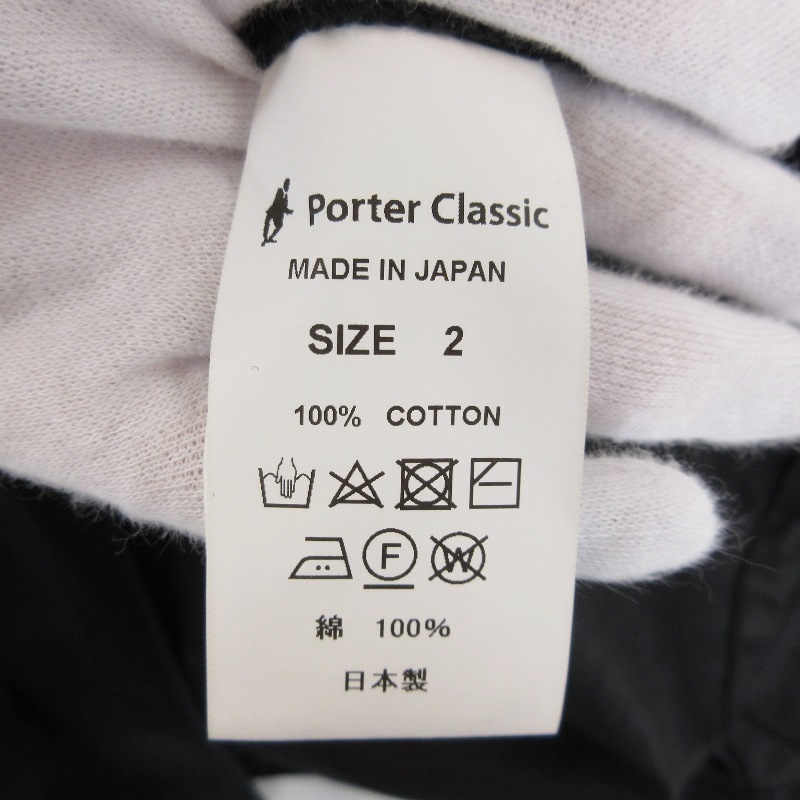 Porter Classic
MADE IN JAPAN
SIZE 2
100% COTTON
F W
綿 100%
日本製